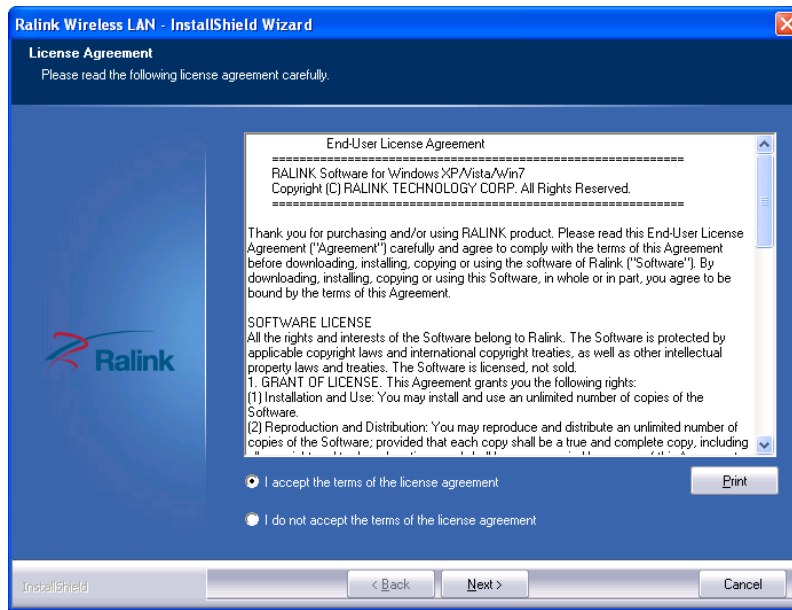 Ralink Wireless LAN - InstallShield Wizard
License Agreement
Please read the following license agreement carefully.
End-User License Agreement
===========================================================
RALINK Software for Windows XP/Vista/Win7
Copyright (C) RALINK TECHNOLOGY CORP. All Rights Reserved.
===========================================================
Thank you for purchasing and/or using RALINK product. Please read this End-User License
Agreement ("Agreement") carefully and agree to comply with the terms of this Agreement
before downloading, installing, copying or using the software of Ralink ("Software"). By
downloading, installing, copying or using this Software, in whole or in part, you agree to be
bound by the terms of this Agreement.
SOFTWARE LICENSE
All the rights and interests of the Software belong to Ralink. The Software is protected by
applicable copyright laws and international copyright treaties, as well as other intellectual
property laws and treaties. The Software is licensed, not sold.
1. GRANT OF LICENSE. This Agreement grants you the following rights:
(1) Installation and Use: You may install and use an unlimited number of copies of the
Software.
(2) Reproduction and Distribution: You may reproduce and distribute an unlimited number of
copies of the Software; provided that each copy shall be a true and complete copy, including
Ralink
I accept the terms of the license agreement
Print
I do not accept the terms of the license agreement
InstallShield
< Back
Next >
Cancel